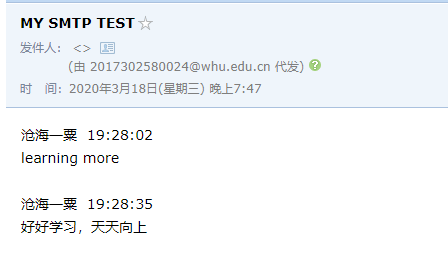 MY SMTP TEST
发件人： <>
(由 2017302580024@whu.edu.cn 代发)
时 间：2020年3月18日(星期三) 晚上7:47
沧海一粟 19:28:02
learning more
沧海一粟 19:28:35
好好学习，天天向上